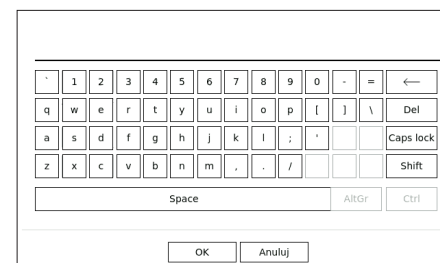 ` 1 2 3 4 5 6 7 8 9 0 - = ←
q w e r t y u i o p [ ] \ Del
a s d f g h j k l ; ' Caps lock
z x c v b n m , . / Shift
Space AltGr Ctrl
OK Anuluj